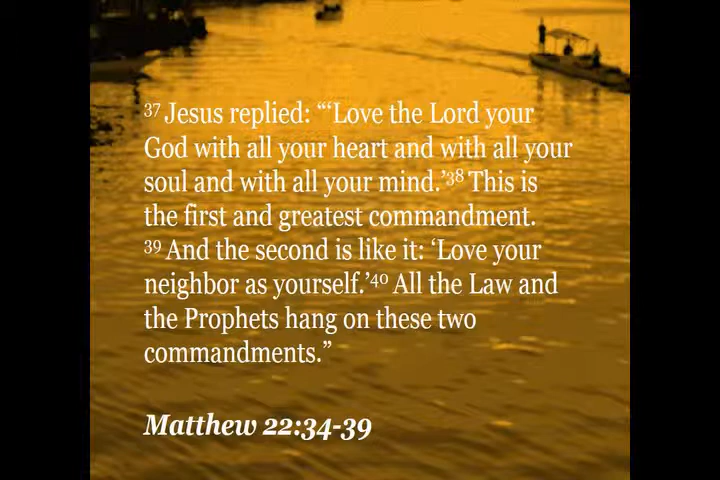 ³⁷ Jesus replied: “‘Love the Lord your
God with all your heart and with all your
soul and with all your mind.’³⁸ This is
the first and greatest commandment.
³⁹ And the second is like it: ‘Love your
neighbor as yourself.’⁴⁰ All the Law and
the Prophets hang on these two
commandments.”
Matthew 22:34-39